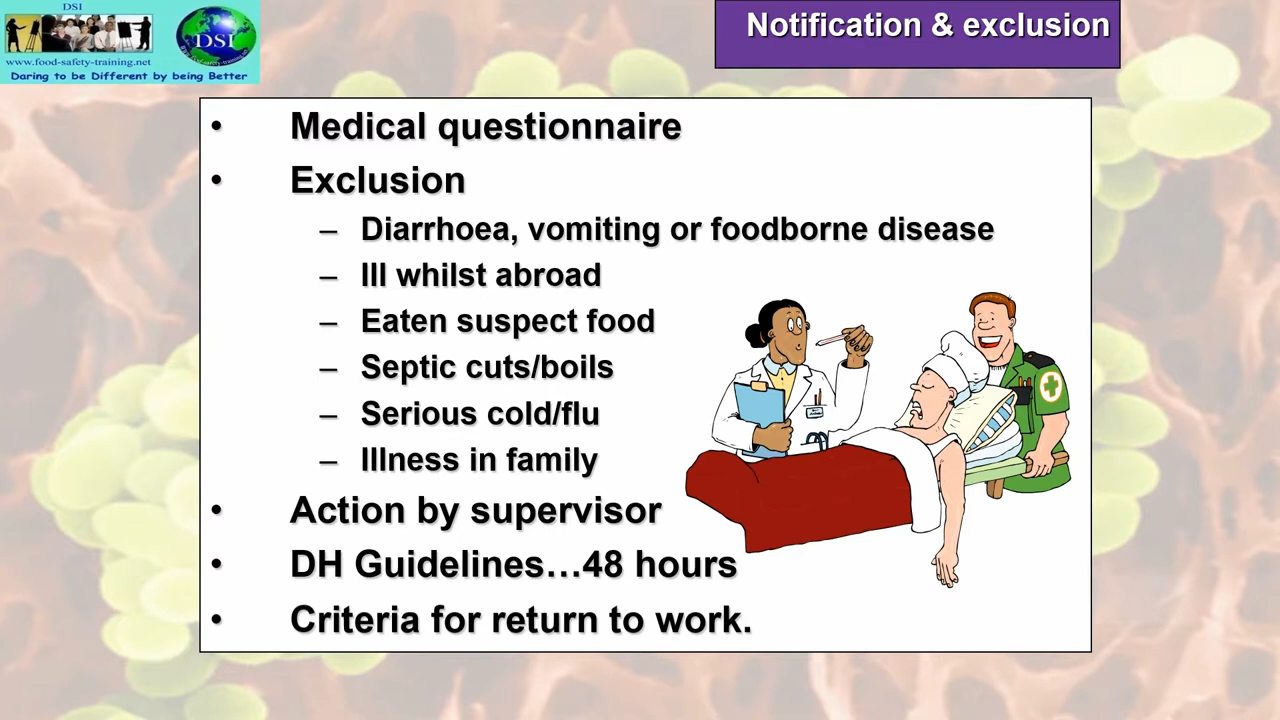 DSI
DSI
www.food-safety-training.net
Daring to be Different by being Better
Notification & exclusion
• Medical questionnaire
• Exclusion
– Diarrhoea, vomiting or foodborne disease
– Ill whilst abroad
– Eaten suspect food
– Septic cuts/boils
– Serious cold/flu
– Illness in family
• Action by supervisor
• DH Guidelines…48 hours
• Criteria for return to work.